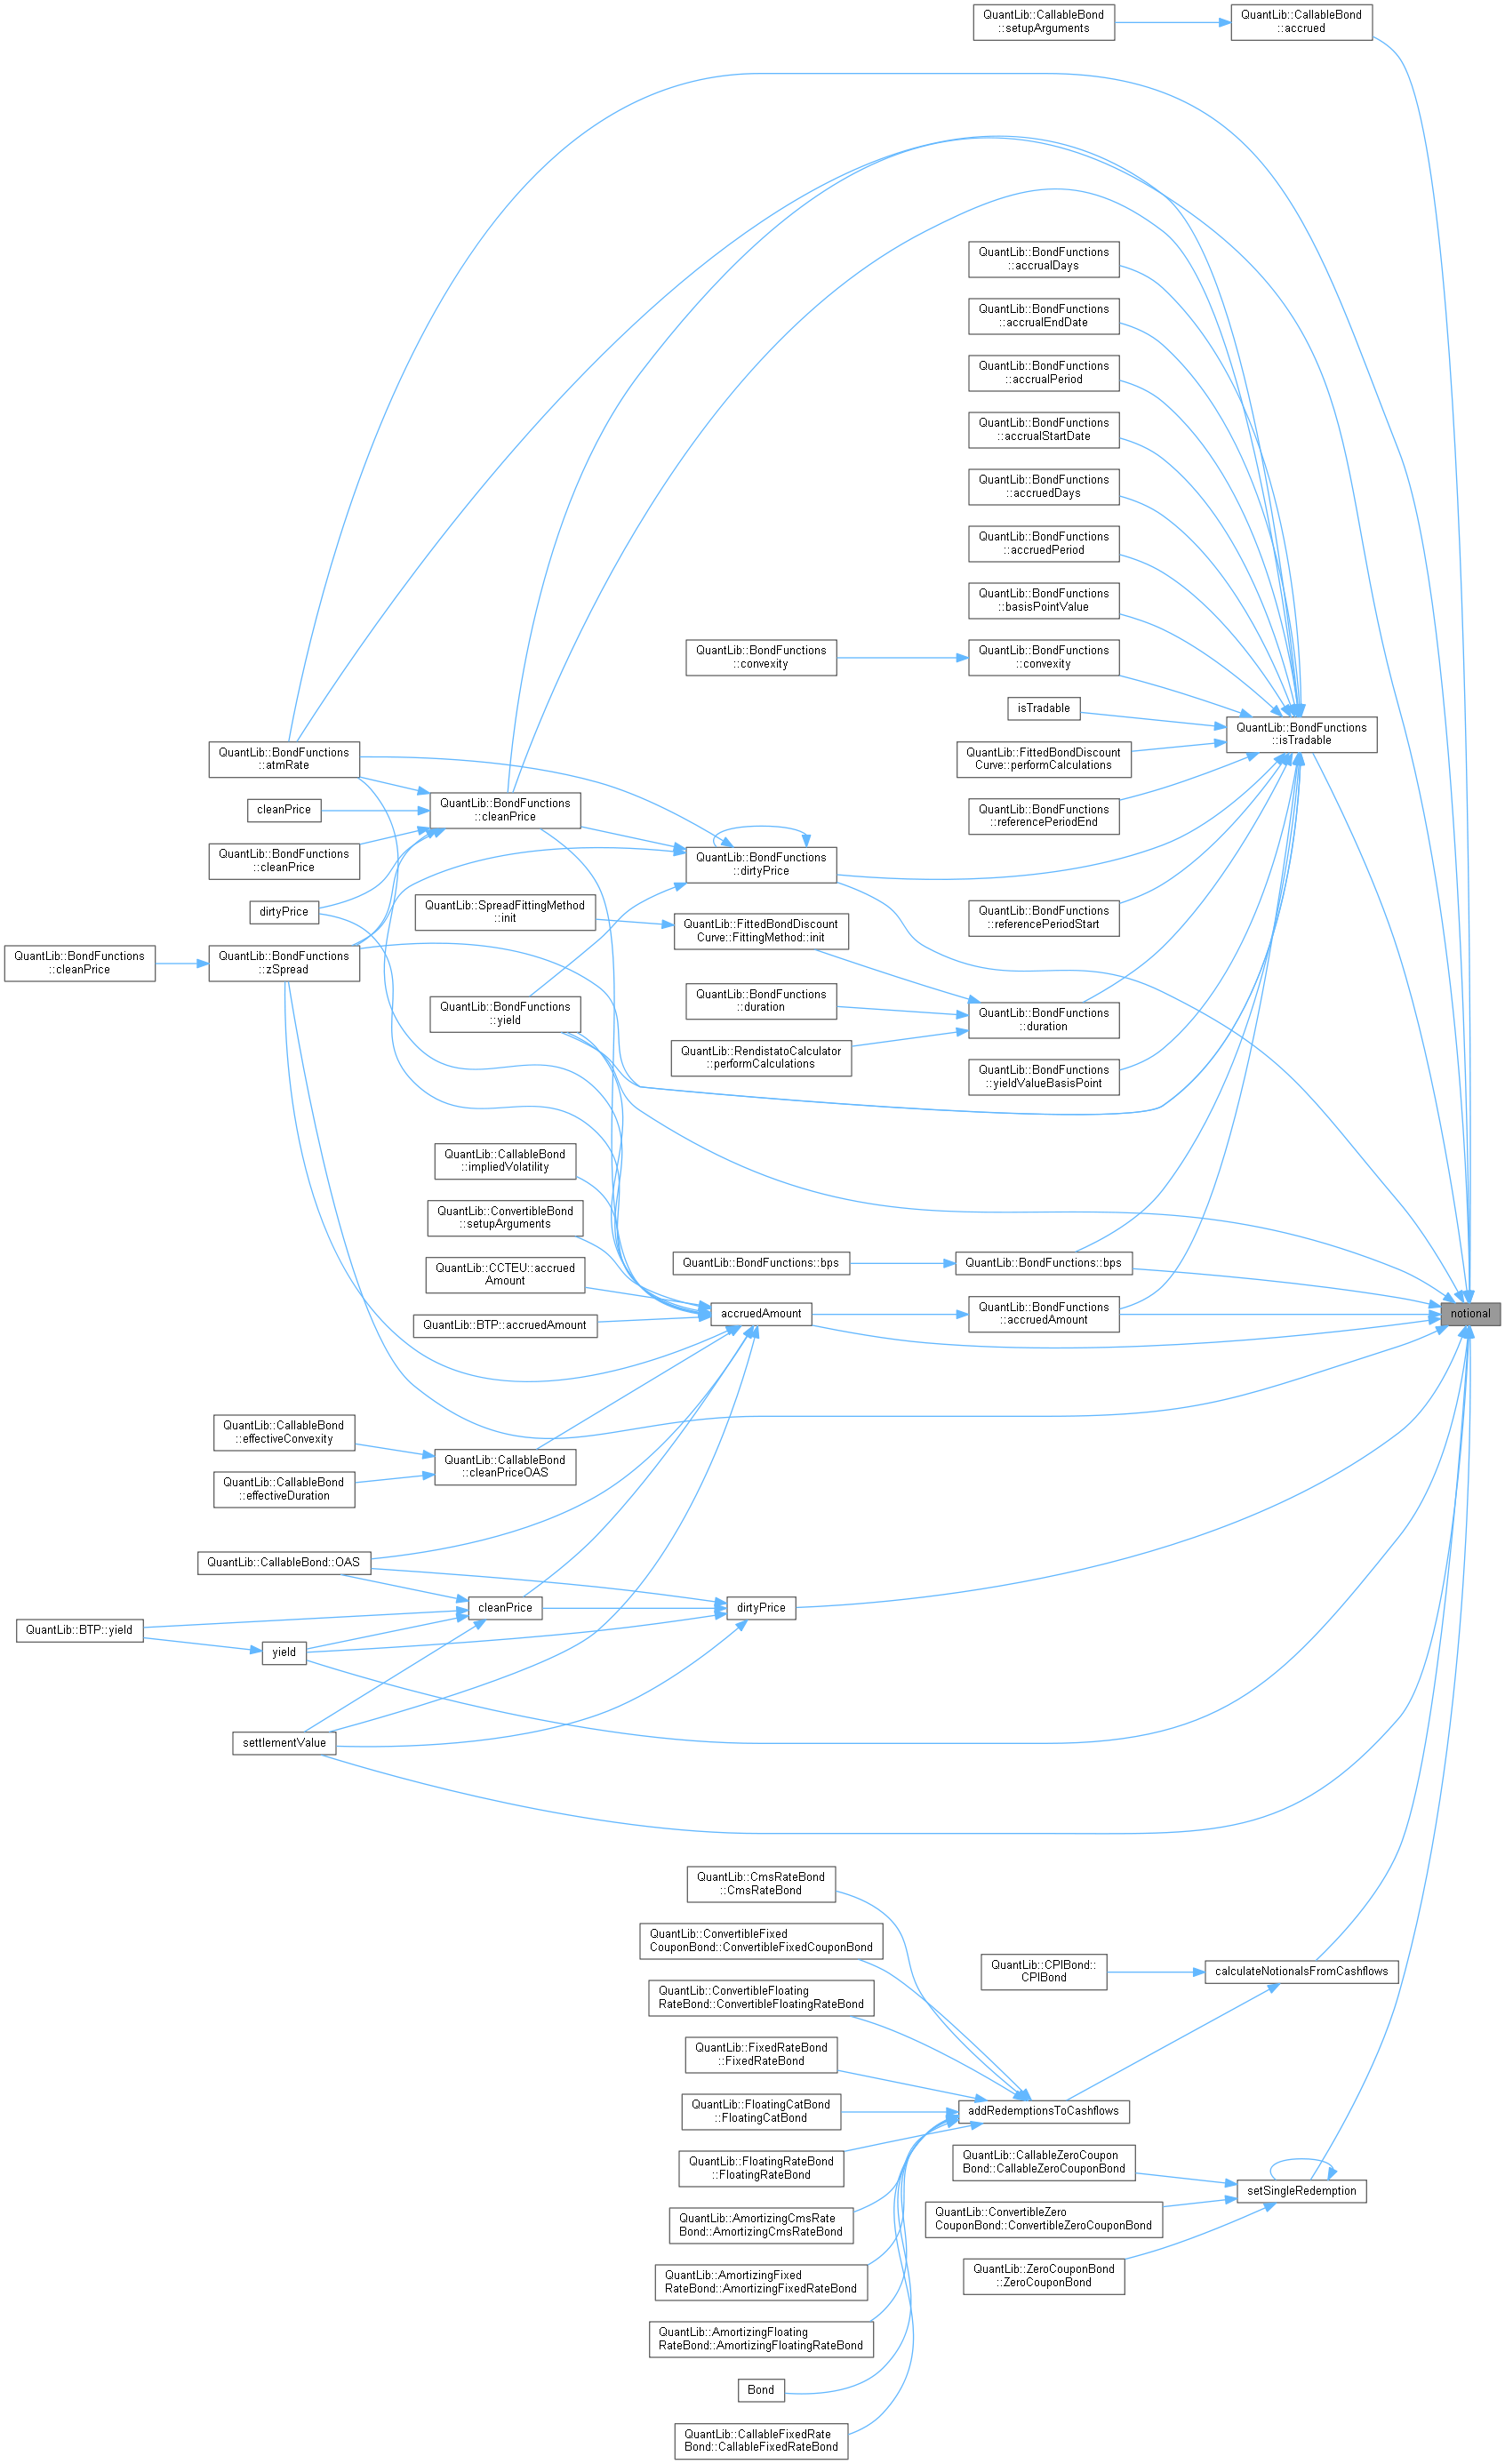 QuantLib::CallableBond
::setupArguments
QuantLib::CallableBond
::accrued
QuantLib::BondFunctions
::accrualDays
QuantLib::BondFunctions
::accrualEndDate
QuantLib::BondFunctions
::accrualPeriod
QuantLib::BondFunctions
::accrualStartDate
QuantLib::BondFunctions
::accruedDays
QuantLib::BondFunctions
::accruedPeriod
QuantLib::BondFunctions
::basisPointValue
QuantLib::BondFunctions
::convexity
QuantLib::BondFunctions
::convexity
isTradable
QuantLib::BondFunctions
::isTradable
QuantLib::FittedBondDiscount
Curve::performCalculations
QuantLib::BondFunctions
::atmRate
cleanPrice
QuantLib::BondFunctions
::cleanPrice
QuantLib::BondFunctions
::referencePeriodEnd
QuantLib::BondFunctions
::cleanPrice
QuantLib::BondFunctions
::dirtyPrice
dirtyPrice
QuantLib::SpreadFittingMethod
::init
QuantLib::FittedBondDiscount
Curve::FittingMethod::init
QuantLib::BondFunctions
::referencePeriodStart
QuantLib::BondFunctions
::cleanPrice
QuantLib::BondFunctions
::zSpread
QuantLib::BondFunctions
::yield
QuantLib::BondFunctions
::duration
QuantLib::BondFunctions
::duration
QuantLib::RendistatoCalculator
::performCalculations
QuantLib::BondFunctions
::yieldValueBasisPoint
QuantLib::CallableBond
::impliedVolatility
QuantLib::ConvertibleBond
::setupArguments
QuantLib::CCTEU::accrued
Amount
QuantLib::BondFunctions::bps
QuantLib::BondFunctions::bps
QuantLib::BTP::accruedAmount
accruedAmount
QuantLib::BondFunctions
::accruedAmount
notional
QuantLib::CallableBond
::effectiveConvexity
QuantLib::CallableBond
::cleanPriceOAS
QuantLib::CallableBond
::effectiveDuration
QuantLib::CallableBond::OAS
cleanPrice
dirtyPrice
QuantLib::BTP::yield
yield
settlementValue
QuantLib::CmsRateBond
::CmsRateBond
QuantLib::ConvertibleFixed
CouponBond::ConvertibleFixedCouponBond
QuantLib::CPIBond::
CPIBond
calculateNotionalsFromCashflows
QuantLib::ConvertibleFloating
RateBond::ConvertibleFloatingRateBond
QuantLib::FixedRateBond
::FixedRateBond
QuantLib::FloatingCatBond
::FloatingCatBond
addRedemptionsToCashflows
QuantLib::FloatingRateBond
::FloatingRateBond
QuantLib::CallableZeroCoupon
Bond::CallableZeroCouponBond
setSingleRedemption
QuantLib::AmortizingCmsRate
Bond::AmortizingCmsRateBond
QuantLib::ConvertibleZero
CouponBond::ConvertibleZeroCouponBond
QuantLib::AmortizingFixed
RateBond::AmortizingFixedRateBond
QuantLib::ZeroCouponBond
::ZeroCouponBond
QuantLib::AmortizingFloating
RateBond::AmortizingFloatingRateBond
Bond
QuantLib::CallableFixedRate
Bond::CallableFixedRateBond